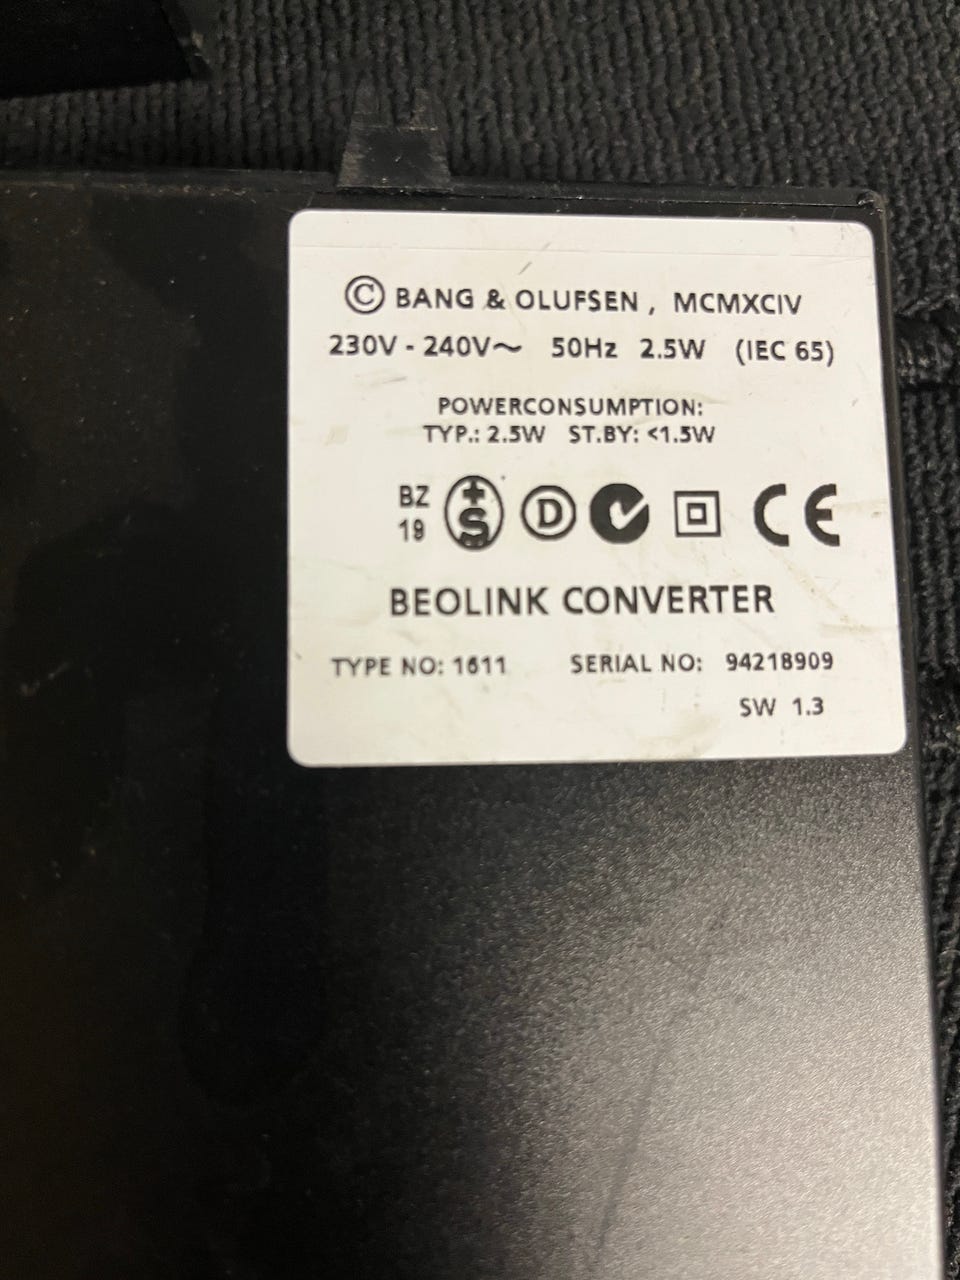 © BANG & OLUFSEN , MCMXCIV
230V - 240V~ 50Hz 2.5W (IEC 65)
POWERCONSUMPTION:
TYP.: 2.5W ST.BY: <1.5W
BZ
19
+S
D
CE
BEOLINK CONVERTER
TYPE NO: 1611 SERIAL NO: 94218909
SW 1.3